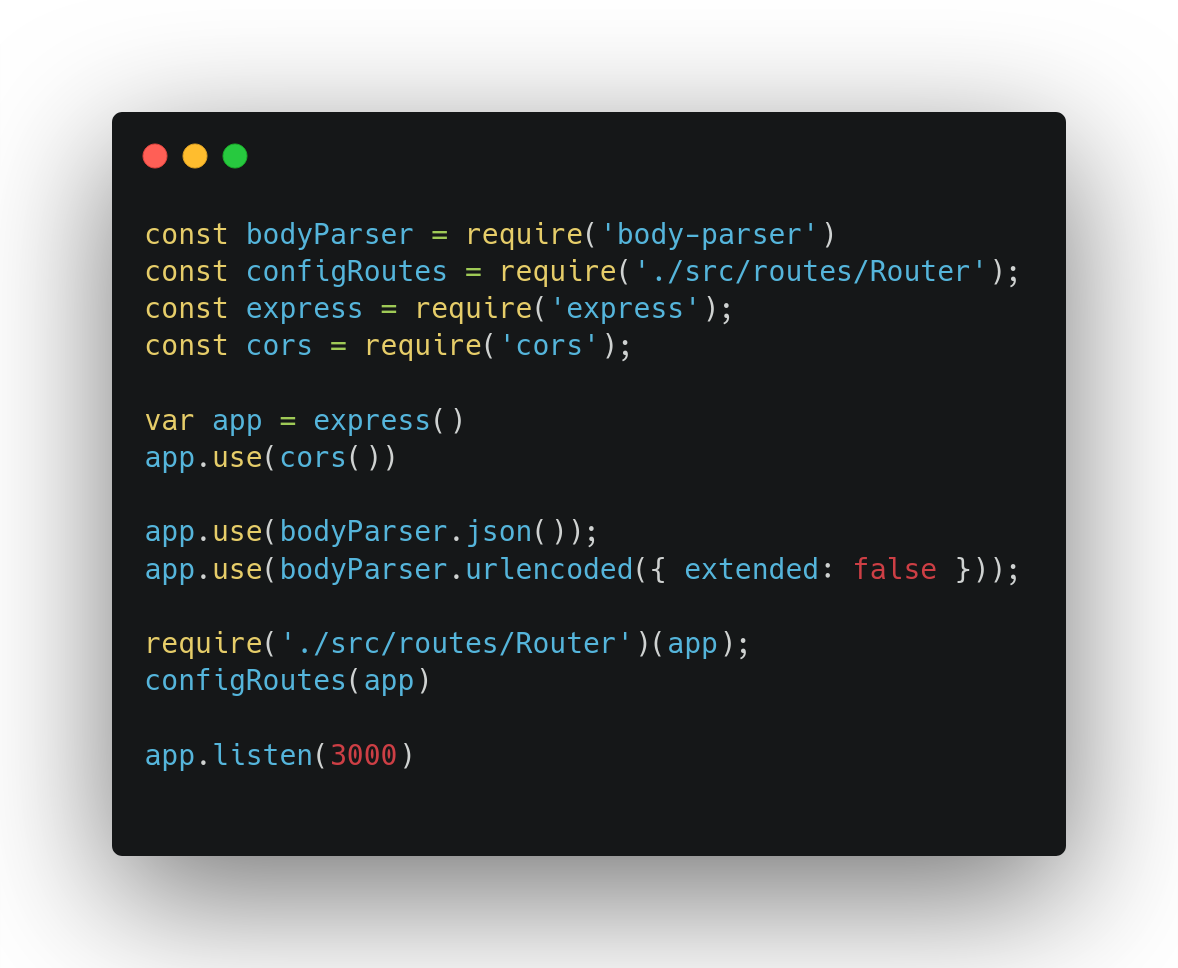 const bodyParser = require('body-parser')
const configRoutes = require('./src/routes/Router');
const express = require('express');
const cors = require('cors');
var app = express()
app.use(cors())
app.use(bodyParser.json());
app.use(bodyParser.urlencoded({ extended: false }));
require('./src/routes/Router')(app);
configRoutes(app)
app.listen(3000)